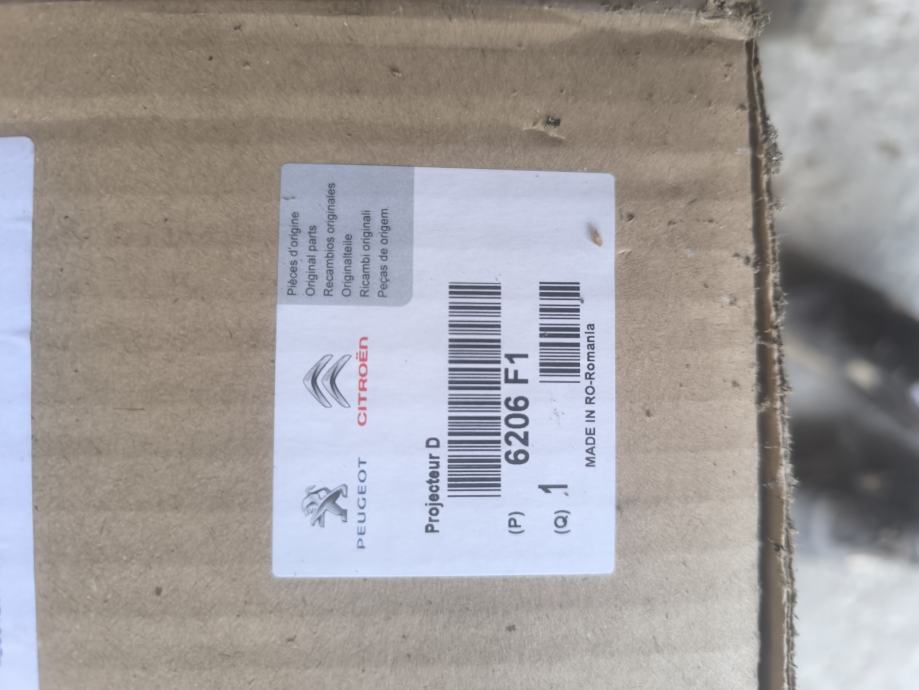 PEUGEOT
CITROËN
Pièces d'origine
Original parts
Recambios originales
Originalteile
Ricambi originali
Peças de origem
Projecteur D
(P) 6206 F1
(Q) 1
MADE IN RO-Romania